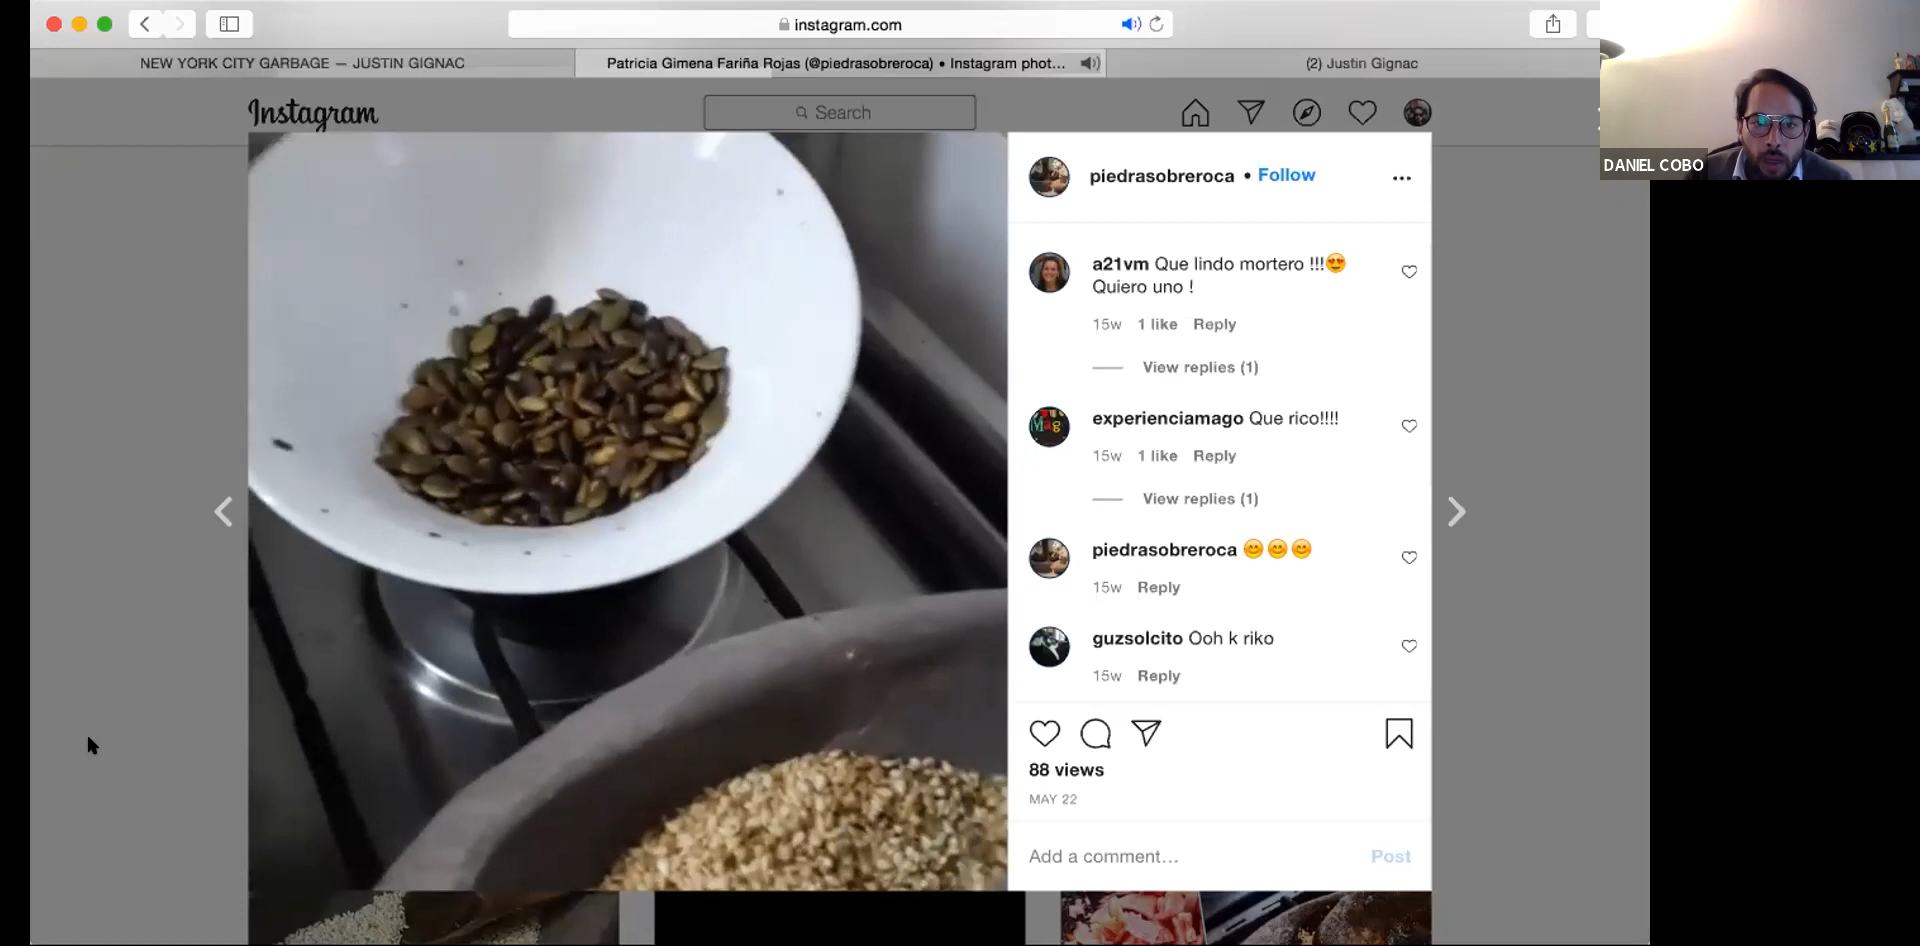 instagram.com
NEW YORK CITY GARBAGE — JUSTIN GIGNAC
Patricia Gimena Fariña Rojas (@piedrasobreroca) • Instagram phot...
(2) Justin Gignac
DANIEL COBO
Instagram
Search
piedrasobreroca • Follow
a21vm Que lindo mortero !!!😍
Quiero uno !
15w 1 like Reply
View replies (1)
experienciamago Que rico!!!!
15w 1 like Reply
View replies (1)
piedrasobreroca 😊😊😊
15w Reply
guzsolcito Ooh k riko
15w Reply
88 views
MAY 22
Add a comment... Post
Mag